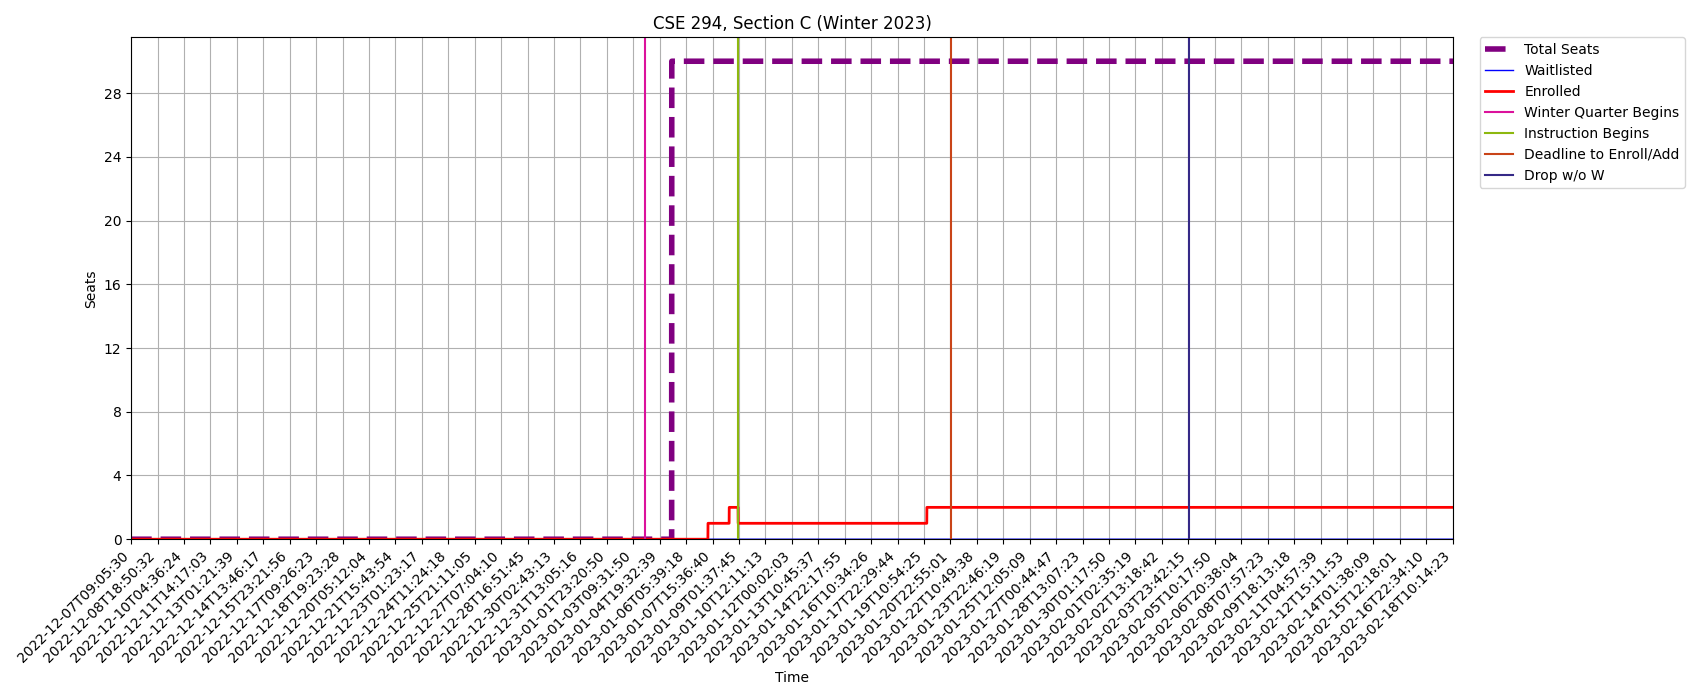 CSE 294, Section C (Winter 2023)
Total Seats
Waitlisted
Enrolled
Winter Quarter Begins
Instruction Begins
Deadline to Enroll/Add
Drop w/o W
28
24
20
16
12
8
4
0
Seats
2022-12-07T09:05:30
2022-12-08T18:50:32
2022-12-10T04:36:24
2022-12-11T14:17:03
2022-12-13T01:21:39
2022-12-14T13:46:17
2022-12-15T23:21:56
2022-12-17T09:26:23
2022-12-18T19:23:28
2022-12-20T05:12:04
2022-12-21T15:43:54
2022-12-23T01:23:17
2022-12-24T11:24:18
2022-12-25T21:11:05
2022-12-27T07:04:10
2022-12-28T16:51:45
2022-12-30T02:43:13
2022-12-31T13:05:16
2023-01-01T23:20:50
2023-01-03T09:31:50
2023-01-04T19:32:39
2023-01-06T05:39:18
2023-01-07T15:36:40
2023-01-09T01:37:45
2023-01-10T12:11:13
2023-01-12T00:02:03
2023-01-13T10:45:37
2023-01-14T22:17:55
2023-01-16T10:34:26
2023-01-17T22:29:44
2023-01-19T10:54:25
2023-01-20T22:55:01
2023-01-22T10:49:38
2023-01-23T22:46:19
2023-01-25T12:05:09
2023-01-27T00:44:47
2023-01-28T13:07:23
2023-01-30T01:17:50
2023-02-01T02:35:19
2023-02-02T13:18:42
2023-02-03T23:42:15
2023-02-05T10:17:50
2023-02-06T20:38:04
2023-02-08T07:57:23
2023-02-09T18:13:18
2023-02-11T04:57:39
2023-02-12T15:11:53
2023-02-14T01:38:09
2023-02-15T12:18:01
2023-02-16T22:34:10
2023-02-18T10:14:23
Time